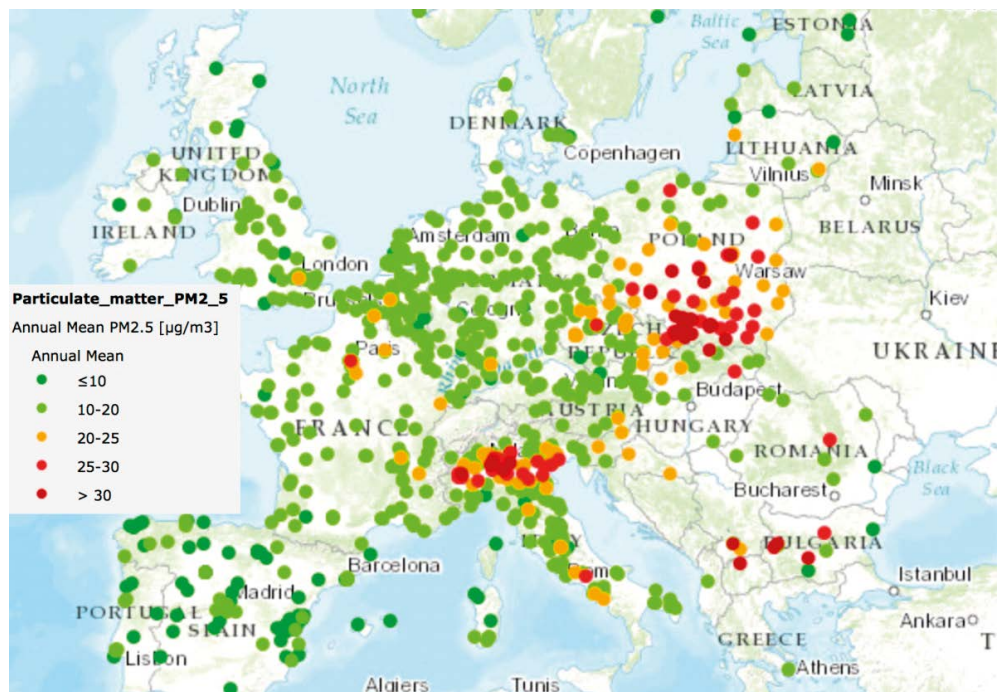 Baltic
Sea
ESTONIA
North
Sea
LATVIA
DENMARK
UNITED
KINGDOM
Copenhagen
LITHUANIA
Vilnius
Minsk
Dublin
IRELAND
BELARUS
Amsterdam
POLAND
London
Warsaw
Particulate_matter_PM2_5
Annual Mean PM2.5 [µg/m3]
Annual Mean
≤10
10-20
20-25
25-30
> 30
Kiev
CZECH
REPUBLIC
Paris
UKRAINE
Budapest
AUSTRIA
HUNGARY
FRANCE
ROMANIA
Bucharest
Black
Sea
BULGARIA
ITALY
Barcelona
Istanbul
Madrid
PORTUGAL
SPAIN
Ankara
T
Lisbon
GREECE
Athens
Algiers
Tunis